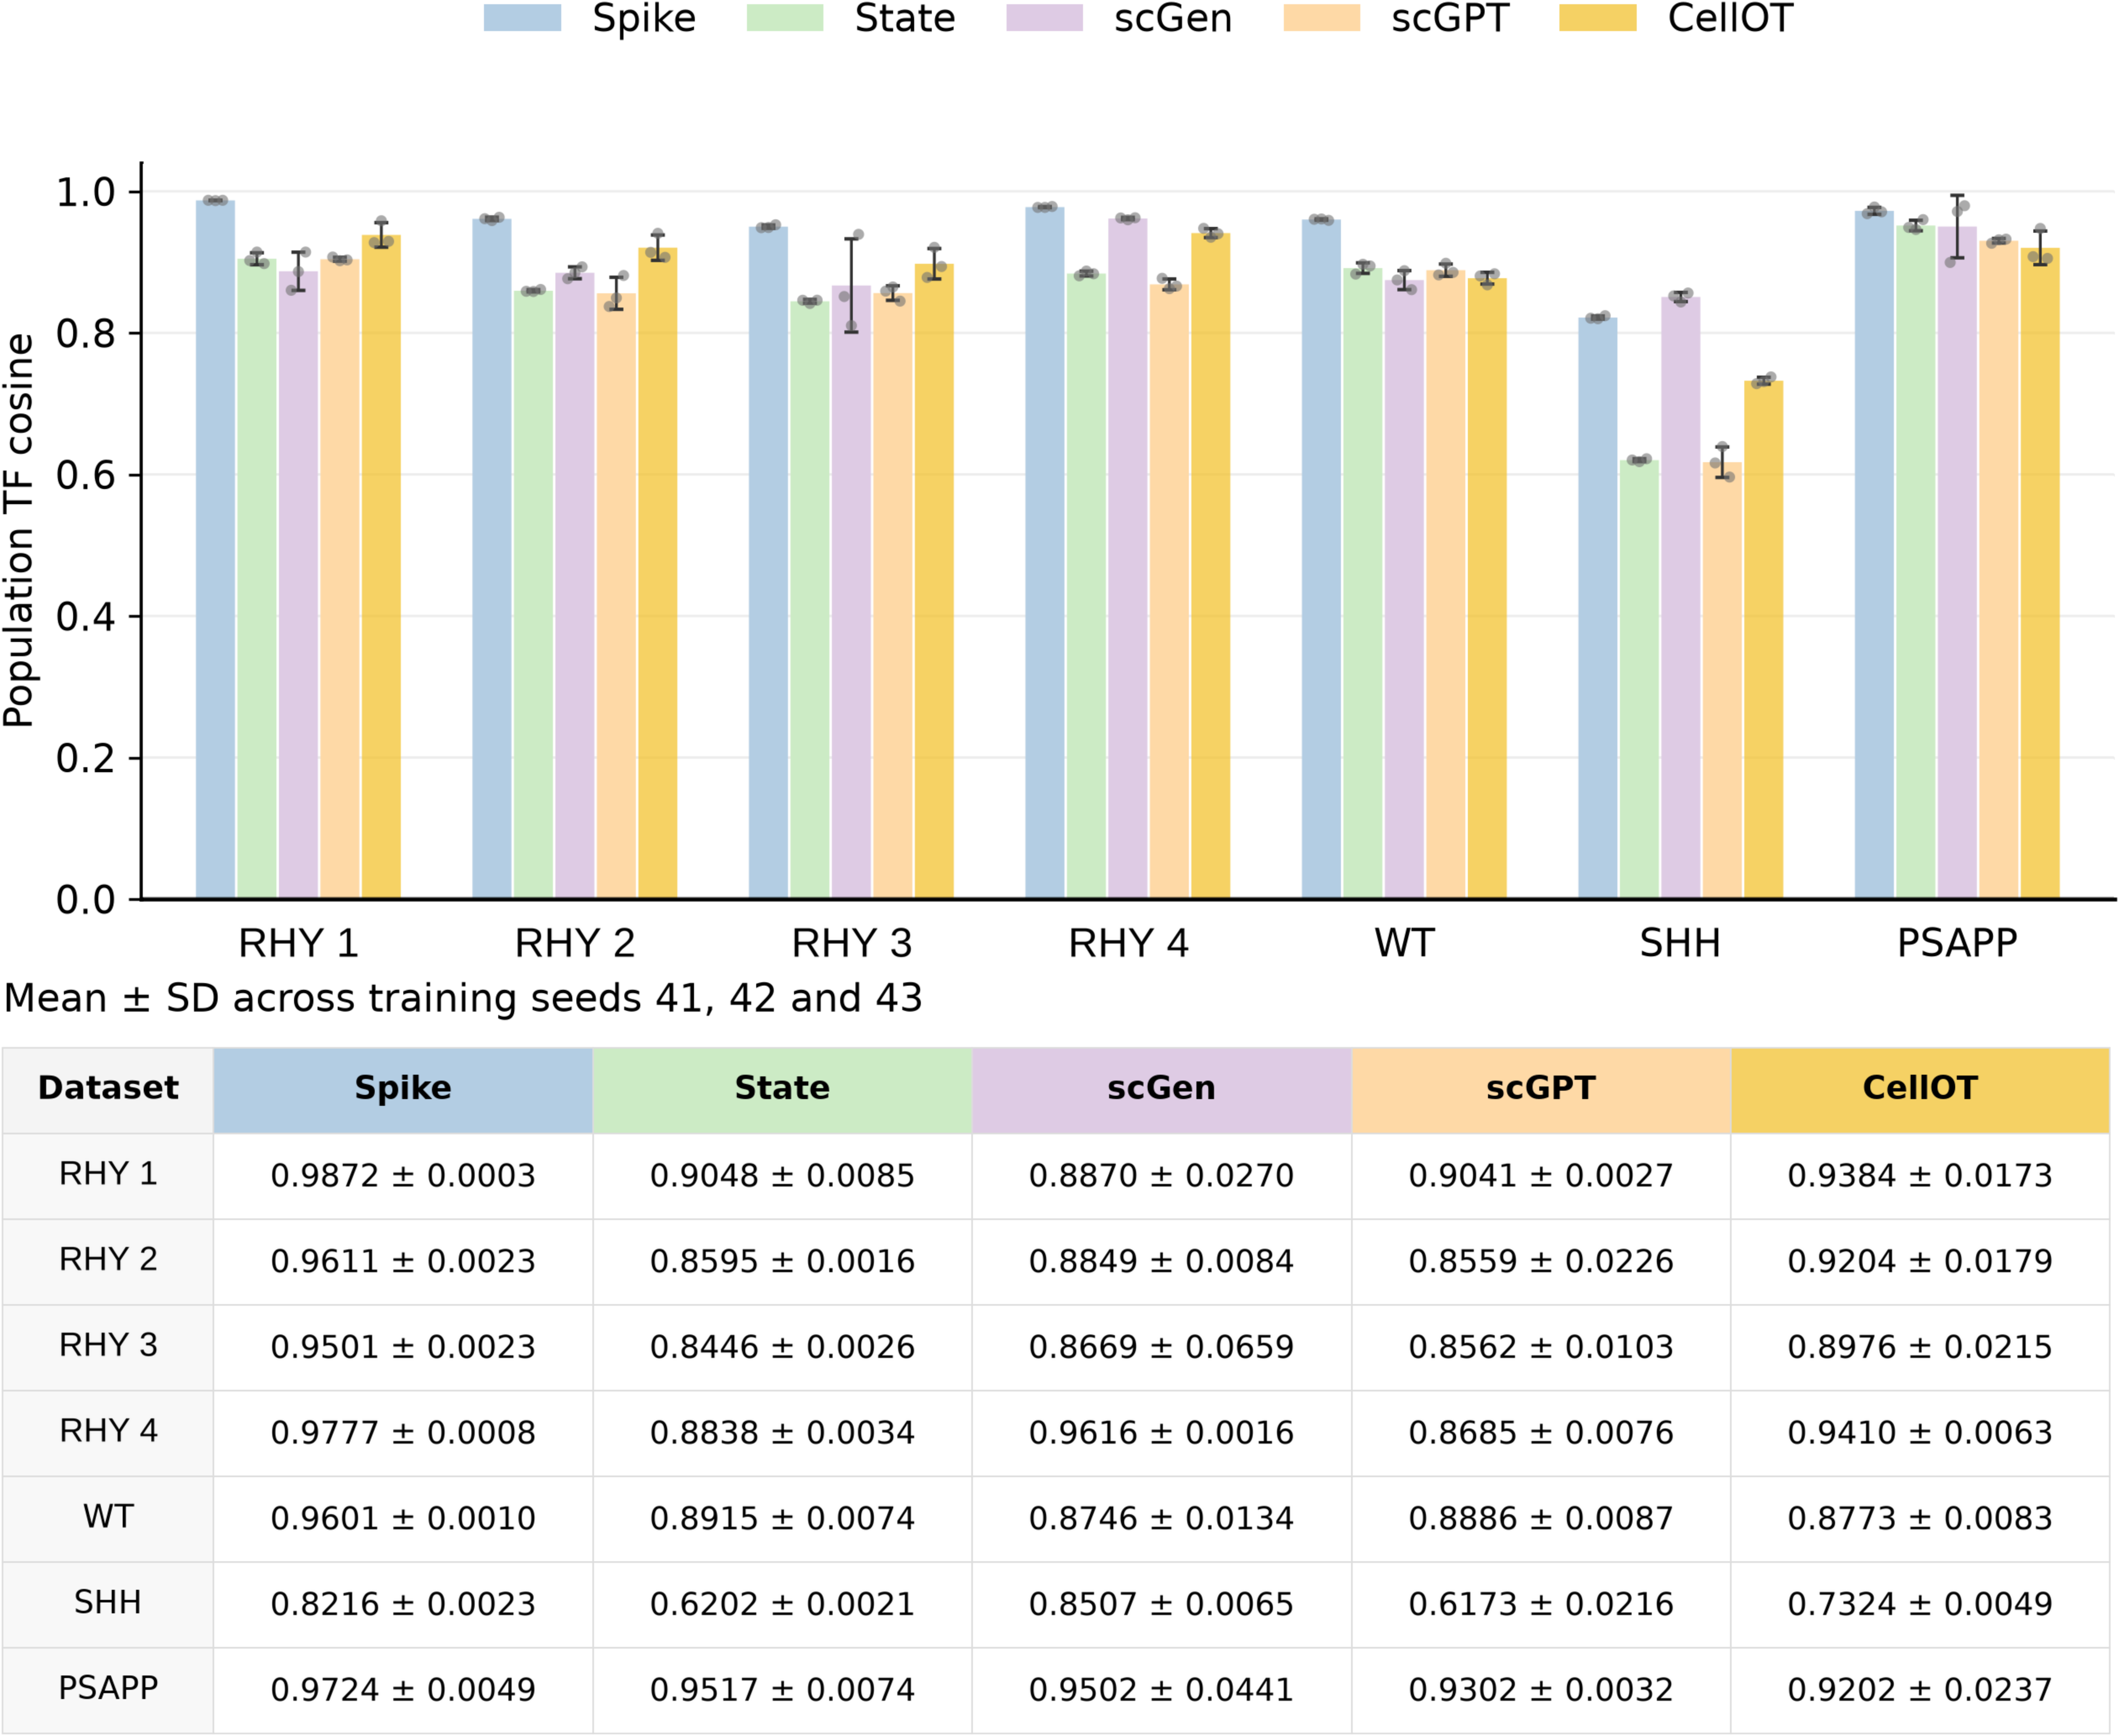 Spike State scGen scGPT CellOT
Population TF cosine
1.0
0.8
0.6
0.4
0.2
0.0
RHY 1 RHY 2 RHY 3 RHY 4 WT SHH PSAPP
Mean ± SD across training seeds 41, 42 and 43
Dataset Spike State scGen scGPT CellOT
RHY 1 0.9872 ± 0.0003 0.9048 ± 0.0085 0.8870 ± 0.0270 0.9041 ± 0.0027 0.9384 ± 0.0173
RHY 2 0.9611 ± 0.0023 0.8595 ± 0.0016 0.8849 ± 0.0084 0.8559 ± 0.0226 0.9204 ± 0.0179
RHY 3 0.9501 ± 0.0023 0.8446 ± 0.0026 0.8669 ± 0.0659 0.8562 ± 0.0103 0.8976 ± 0.0215
RHY 4 0.9777 ± 0.0008 0.8838 ± 0.0034 0.9616 ± 0.0016 0.8685 ± 0.0076 0.9410 ± 0.0063
WT 0.9601 ± 0.0010 0.8915 ± 0.0074 0.8746 ± 0.0134 0.8886 ± 0.0087 0.8773 ± 0.0083
SHH 0.8216 ± 0.0023 0.6202 ± 0.0021 0.8507 ± 0.0065 0.6173 ± 0.0216 0.7324 ± 0.0049
PSAPP 0.9724 ± 0.0049 0.9517 ± 0.0074 0.9502 ± 0.0441 0.9302 ± 0.0032 0.9202 ± 0.0237